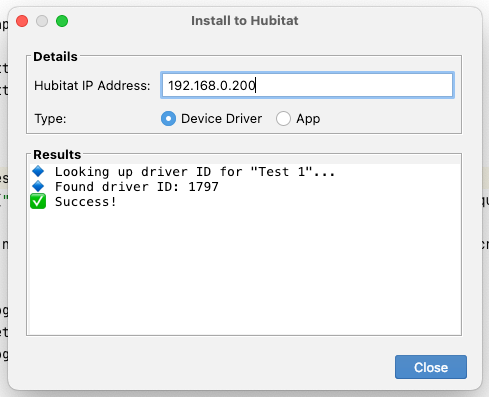 Install to Hubitat
Details
Hubitat IP Address: 192.168.0.200
Type: Device Driver App
Results
Looking up driver ID for "Test 1"...
Found driver ID: 1797
Success!
Close